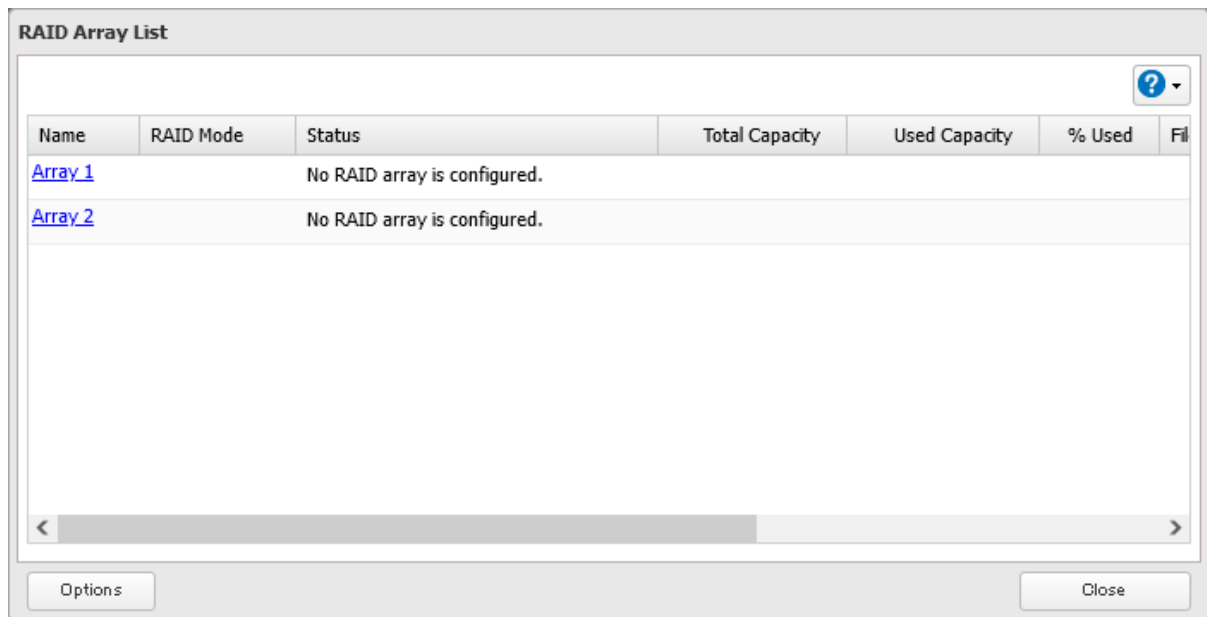 RAID Array List
Name RAID Mode Status Total Capacity Used Capacity % Used Fil
Array 1 No RAID array is configured.
Array 2 No RAID array is configured.
Options Close